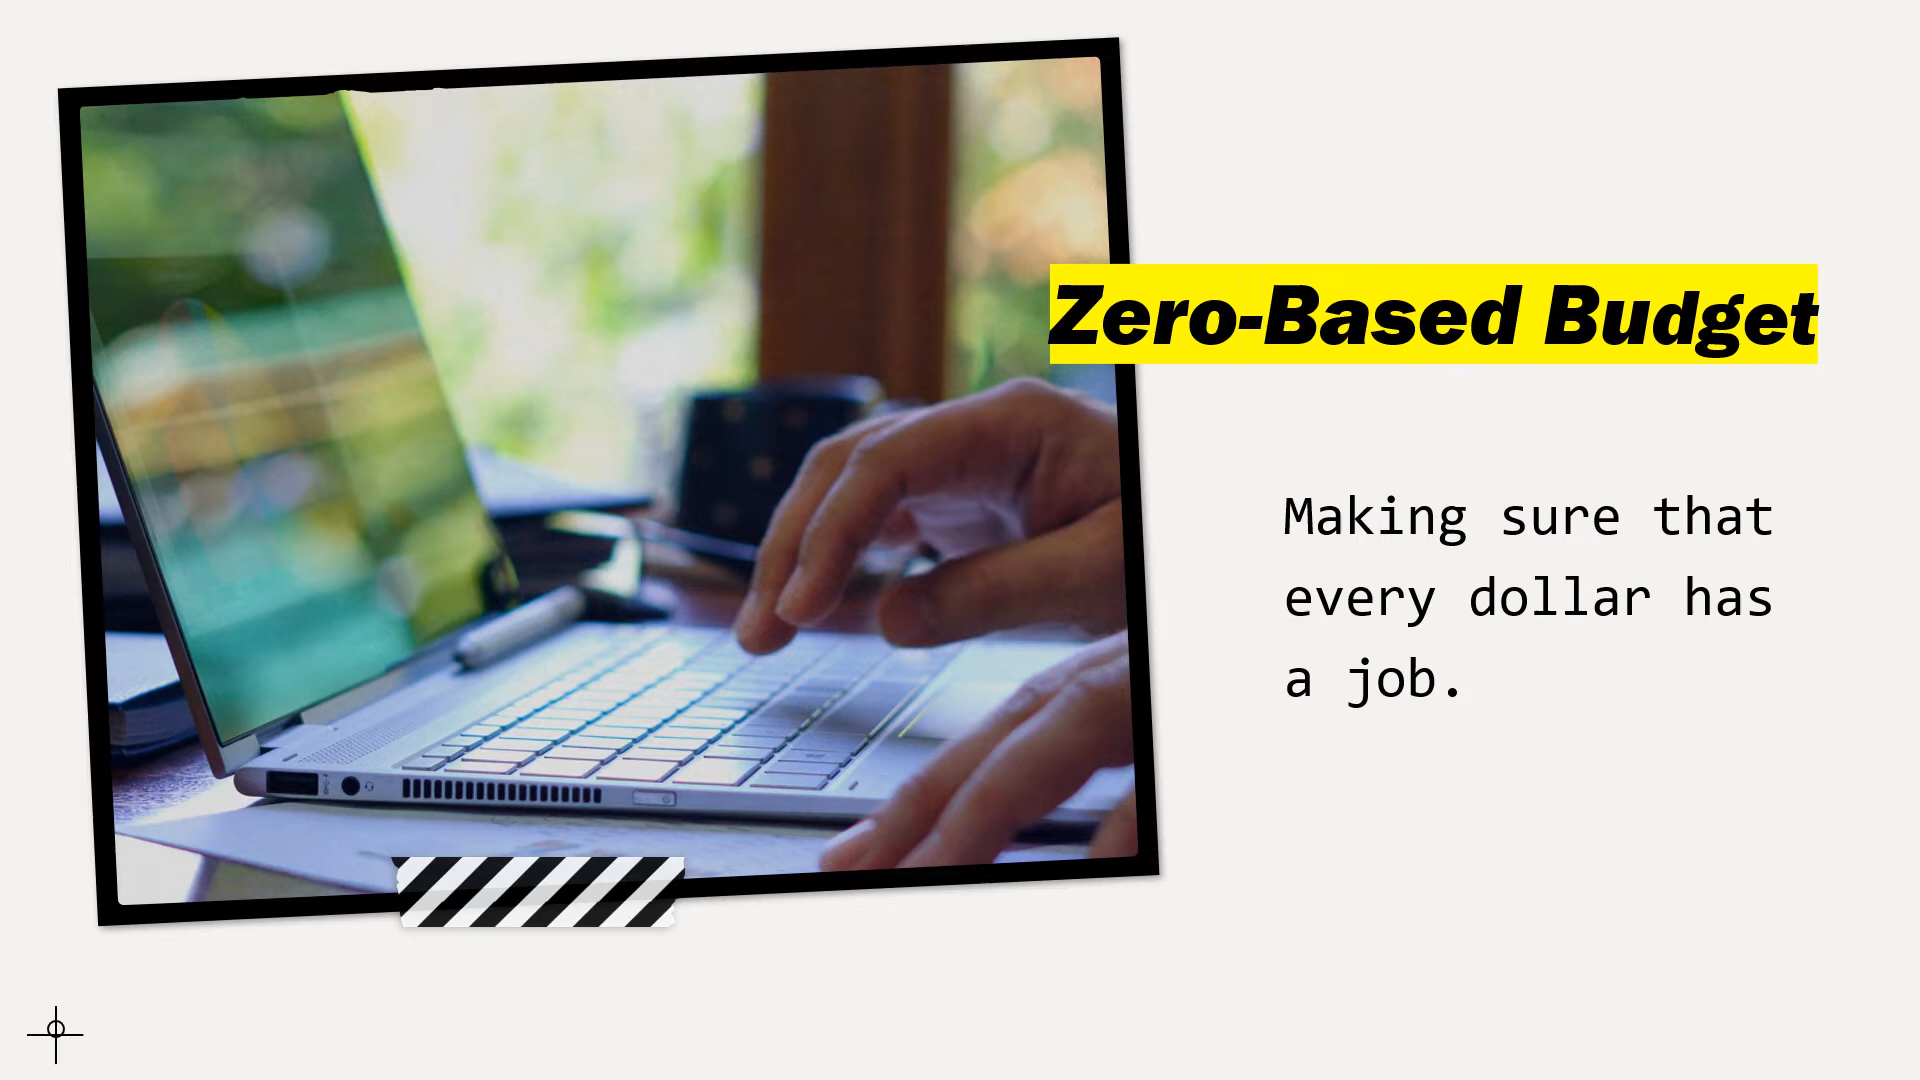 Zero-Based Budget
Making sure that
every dollar has
a job.